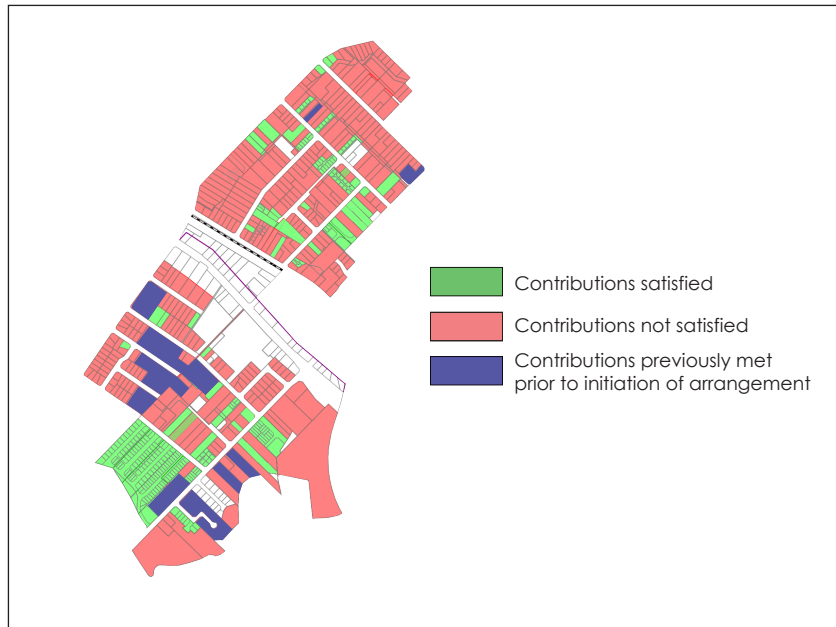 Contributions satisfied
Contributions not satisfied
Contributions previously met
prior to initiation of arrangement